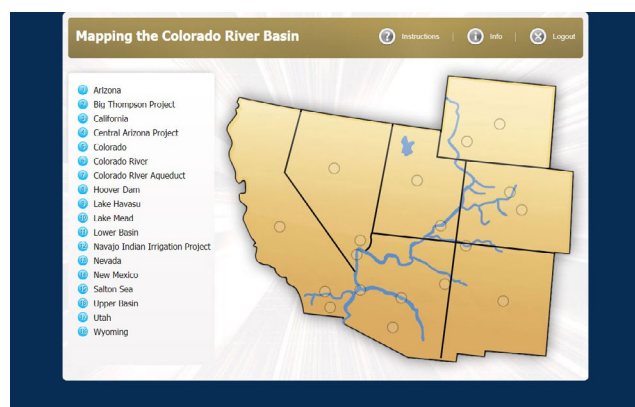 Mapping the Colorado River Basin
Instructions
Info
Logout
Arizona
Big Thompson Project
California
Central Arizona Project
Colorado
Colorado River
Colorado River Aqueduct
Hoover Dam
Lake Havasu
Lake Mead
Lower Basin
Navajo Indian Irrigation Project
Nevada
New Mexico
Salton Sea
Upper Basin
Utah
Wyoming